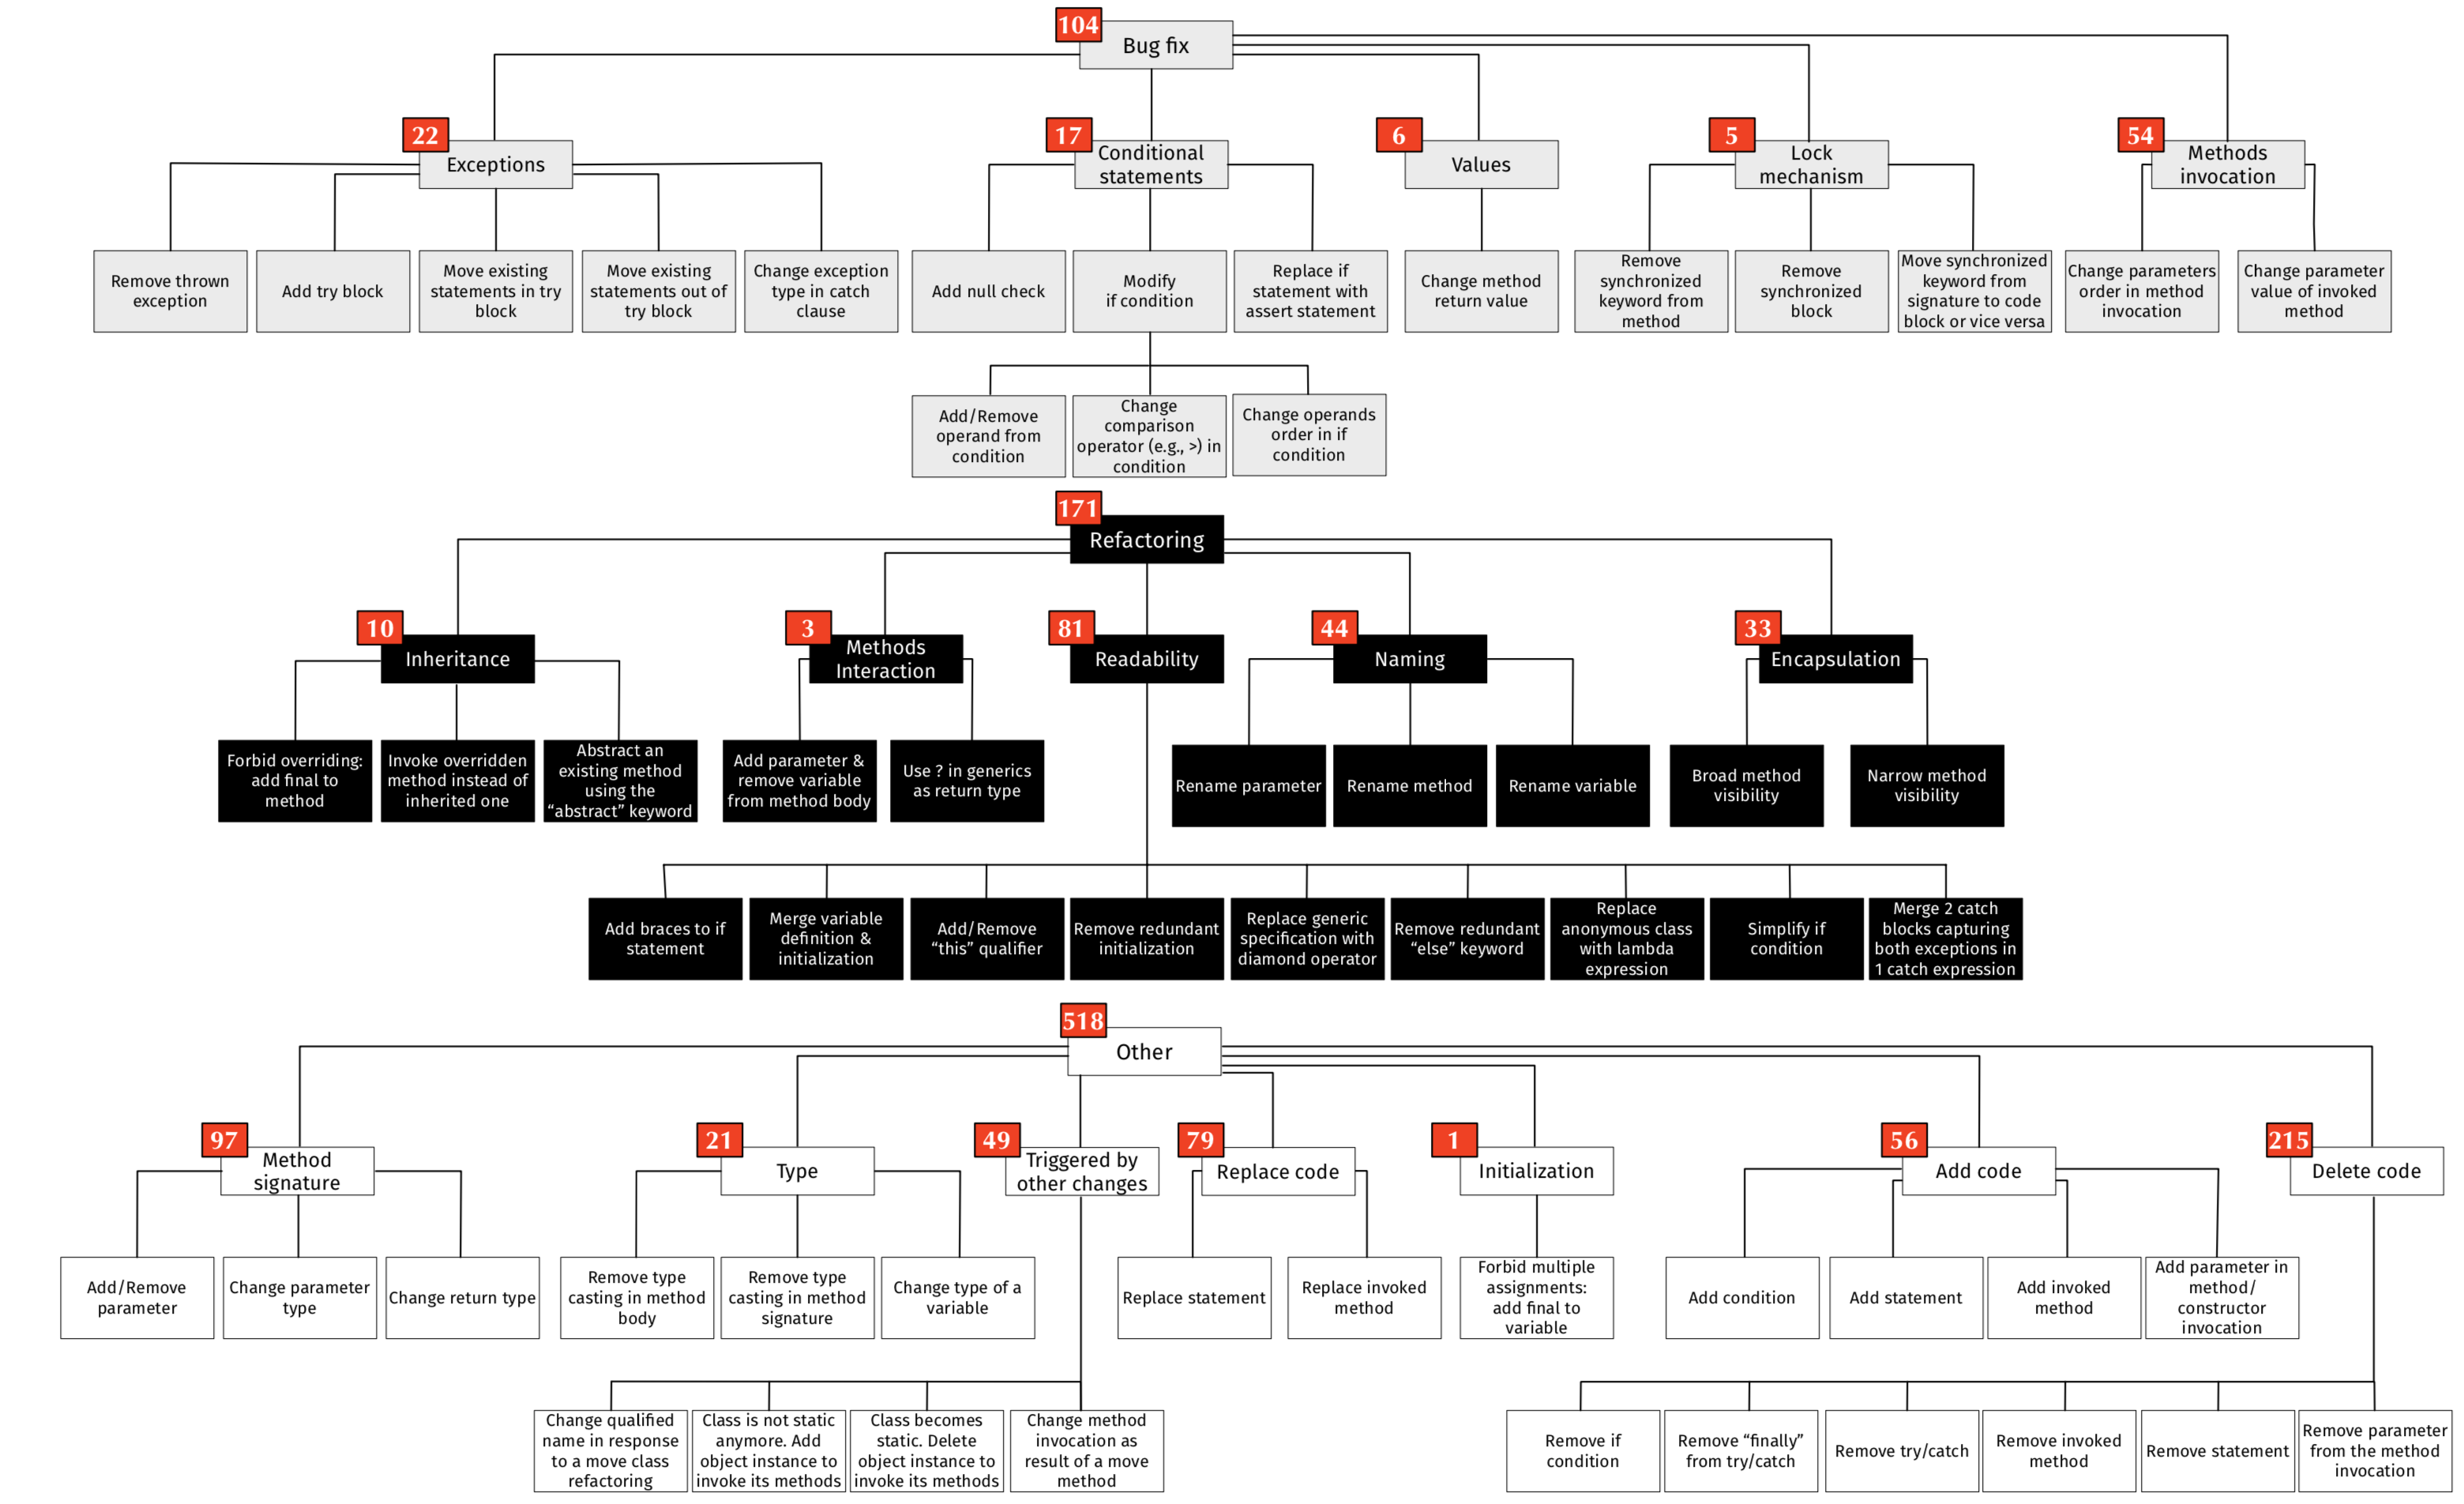 104
Bug fix
22
Exceptions
17
Conditional
statements
6
Values
5
Lock
mechanism
54
Methods
invocation
Remove thrown
exception
Add try block
Move existing
statements in try
block
Move existing
statements out of
try block
Change exception
type in catch
clause
Add null check
Modify
if condition
Replace if
statement with
assert statement
Change method
return value
Remove
synchronized
keyword from
method
Remove
synchronized
block
Move synchronized
keyword from
signature to code
block or vice versa
Change parameters
order in method
invocation
Change parameter
value of invoked
method
Add/Remove
operand from
condition
Change
comparison
operator (e.g., >) in
condition
Change operands
order in if
condition
171
Refactoring
10
Inheritance
3
Methods
Interaction
81
Readability
44
Naming
33
Encapsulation
Forbid overriding:
add final to
method
Invoke overridden
method instead of
inherited one
Abstract an
existing method
using the
“abstract” keyword
Add parameter &
remove variable
from method body
Use ? in generics
as return type
Rename parameter
Rename method
Rename variable
Broad method
visibility
Narrow method
visibility
Add braces to if
statement
Merge variable
definition &
initialization
Add/Remove
“this” qualifier
Remove redundant
initialization
Replace generic
specification with
diamond operator
Remove redundant
“else” keyword
Replace
anonymous class
with lambda
expression
Simplify if
condition
Merge 2 catch
blocks capturing
both exceptions in
1 catch expression
518
Other
97
Method
signature
21
Type
49
Triggered by
other changes
79
Replace code
1
Initialization
56
Add code
215
Delete code
Add/Remove
parameter
Change parameter
type
Change return type
Remove type
casting in method
body
Remove type
casting in method
signature
Change type of a
variable
Replace statement
Replace invoked
method
Forbid multiple
assignments:
add final to
variable
Add condition
Add statement
Add invoked
method
Add parameter in
method/
constructor
invocation
Change qualified
name in response
to a move class
refactoring
Class is not static
anymore. Add
object instance to
invoke its methods
Class becomes
static. Delete
object instance to
invoke its methods
Change method
invocation as
result of a move
method
Remove if
condition
Remove “finally”
from try/catch
Remove try/catch
Remove invoked
method
Remove statement
Remove parameter
from the method
invocation